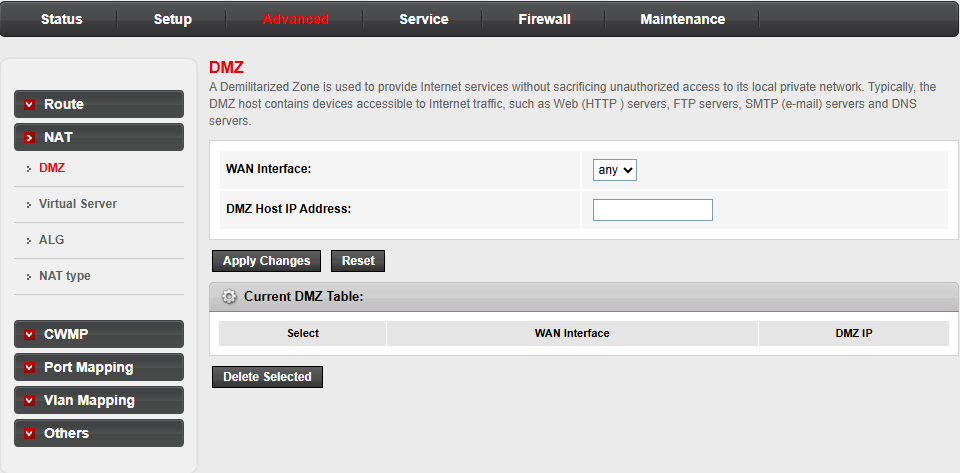 Status Setup Advanced Service Firewall Maintenance
Route
NAT
DMZ
Virtual Server
ALG
NAT type
CWMP
Port Mapping
Vlan Mapping
Others
DMZ
A Demilitarized Zone is used to provide Internet services without sacrificing unauthorized access to its local private network. Typically, the
DMZ host contains devices accessible to Internet traffic, such as Web (HTTP ) servers, FTP servers, SMTP (e-mail) servers and DNS
servers.
WAN Interface: any
DMZ Host IP Address:
Apply Changes Reset
Current DMZ Table:
Select WAN Interface DMZ IP
Delete Selected